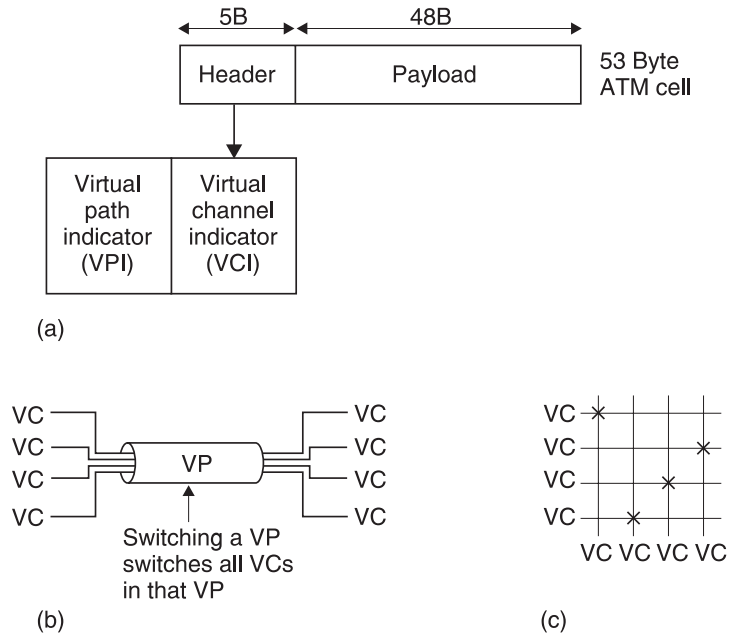 5B 48B
Header Payload 53 Byte
ATM cell
Virtual
path
indicator
(VPI)
Virtual
channel
indicator
(VCI)
(a)
VC
VC
VC
VC
VP
VC
VC
VC
VC
Switching a VP
switches all VCs
in that VP
(b)
VC
VC
VC
VC
VC VC VC VC
(c)